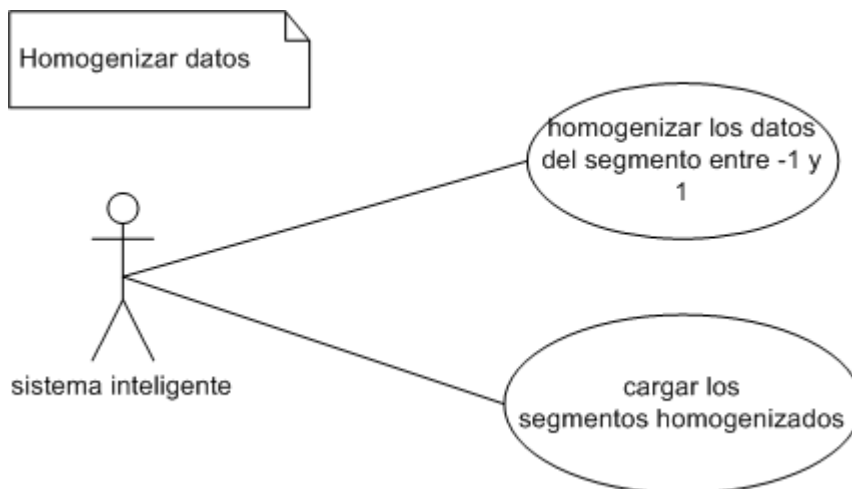 Homogenizar datos
homogenizar los datos
del segmento entre -1 y
1
sistema inteligente
cargar los
segmentos homogenizados